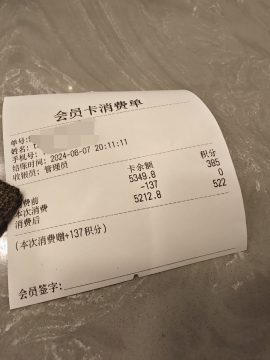 会员卡消费单
单号:
姓名:
手机号:
结账时间: 2024-08-07 20:11:11
收银员: 管理员
卡余额 积分
费前 5349.8 385
本次消费 -137 0
消费后 5212.8 522
(本次消费赠+137积分)
会员签字: